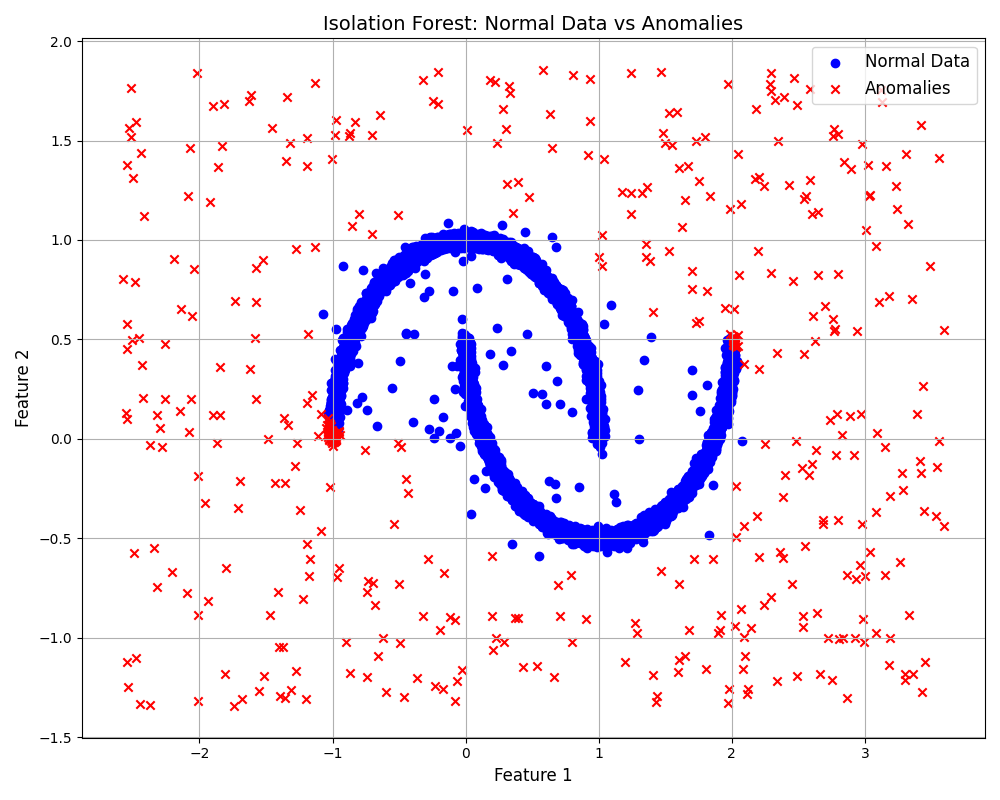 Isolation Forest: Normal Data vs Anomalies
Normal Data
Anomalies
Feature 2
2.0
1.5
1.0
0.5
0.0
−0.5
−1.0
−1.5
−2
−1
0
1
2
3
Feature 1